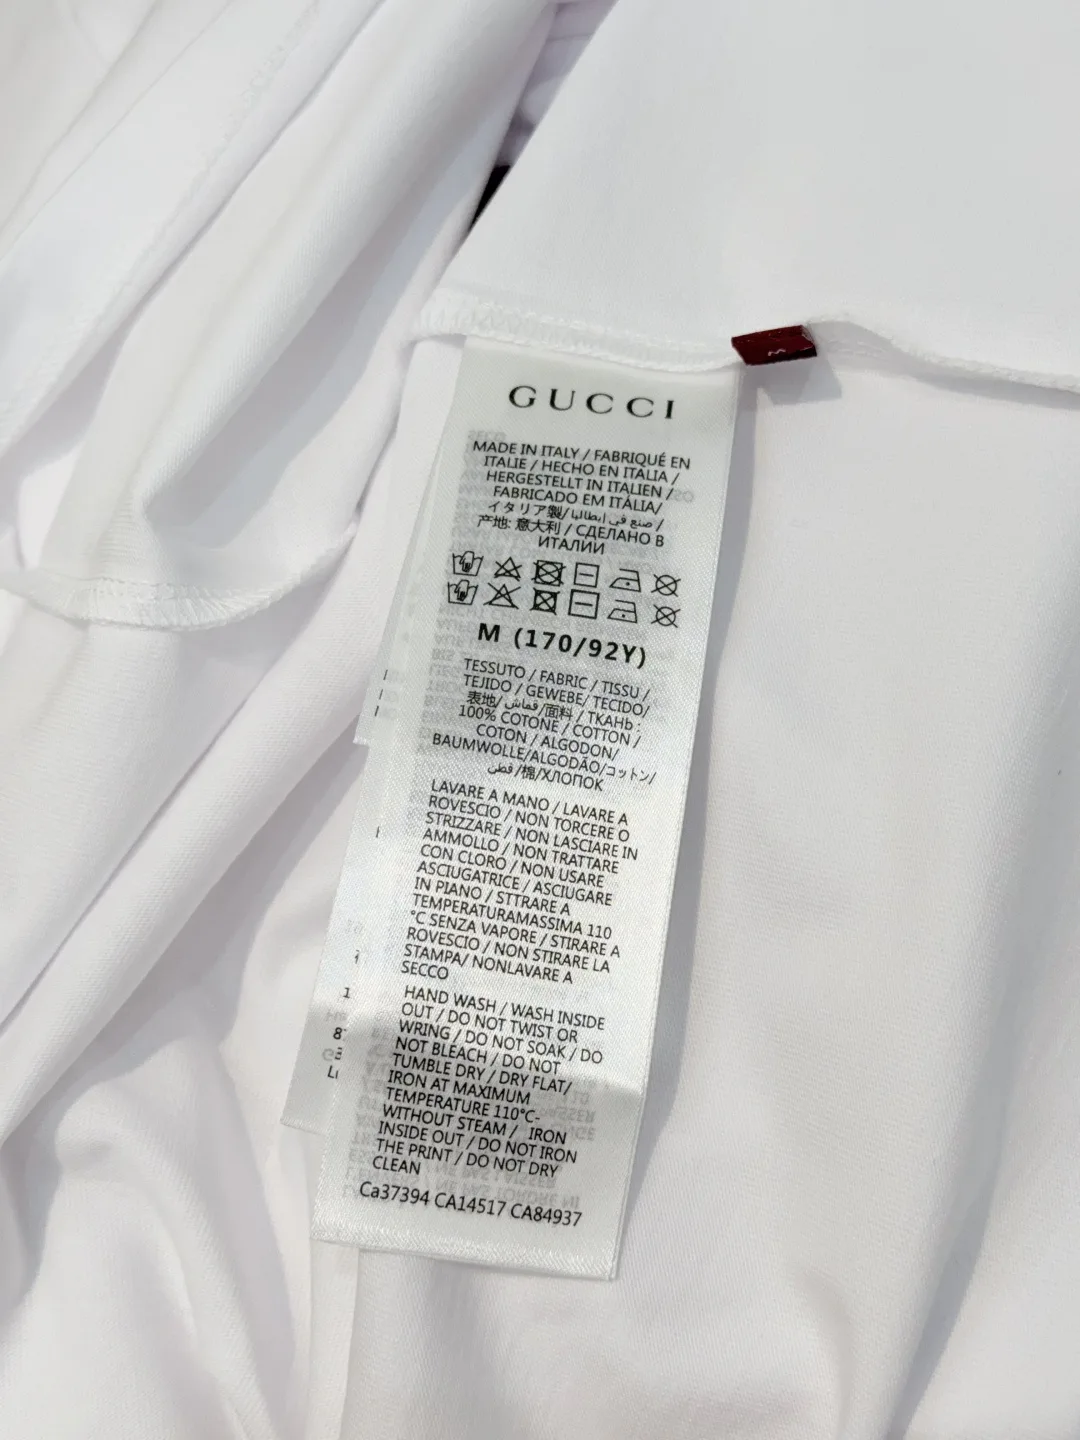 M
GUCCI
MADE IN ITALY / FABRIQUÉ EN
ITALIE / HECHO EN ITALIA /
HERGESTELLT IN ITALIEN /
FABRICADO EM ITÁLIA/
イタリア製/صنع في ايطاليا /
产地: 意大利 / СДЕЛАНО В
ИТАЛИИ
M (170/92Y)
TESSUTO / FABRIC / TISSU /
TEJIDO / GEWEBE/ TECIDO/
表地/ قماش/面料 / ТКАНЬ :
100% COTONE / COTTON /
COTON / ALGODON/
BAUMWOLLE/ALGODÃO/コットン/
قطن/棉/ХЛОПОК
LAVARE A MANO / LAVARE A
ROVESCIO / NON TORCERE O
STRIZZARE / NON LASCIARE IN
AMMOLLO / NON TRATTARE
CON CLORO / NON USARE
ASCIUGATRICE / ASCIUGARE
IN PIANO / STTRARE A
TEMPERATURAMASSIMA 110
°C SENZA VAPORE / STIRARE A
ROVESCIO / NON STIRARE LA
STAMPA/ NONLAVARE A
SECCO
HAND WASH / WASH INSIDE
OUT / DO NOT TWIST OR
WRING / DO NOT SOAK / DO
NOT BLEACH / DO NOT
TUMBLE DRY / DRY FLAT/
IRON AT MAXIMUM
TEMPERATURE 110°C-
WITHOUT STEAM / IRON
INSIDE OUT / DO NOT IRON
THE PRINT / DO NOT DRY
CLEAN
Ca37394 CA14517 CA84937